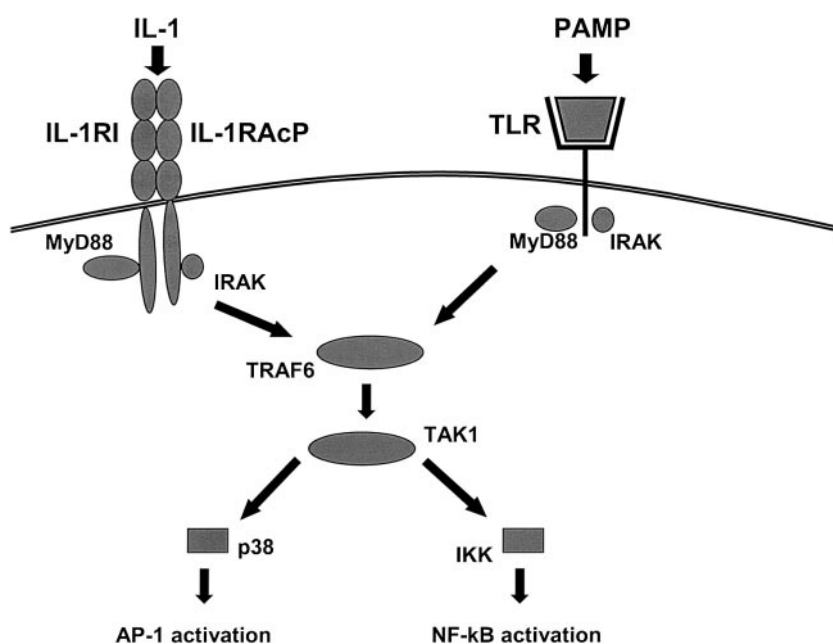 IL-1
PAMP
IL-1RI
IL-1RAcP
TLR
MyD88
IRAK
MyD88
IRAK
TRAF6
TAK1
p38
IKK
AP-1 activation
NF-kB activation